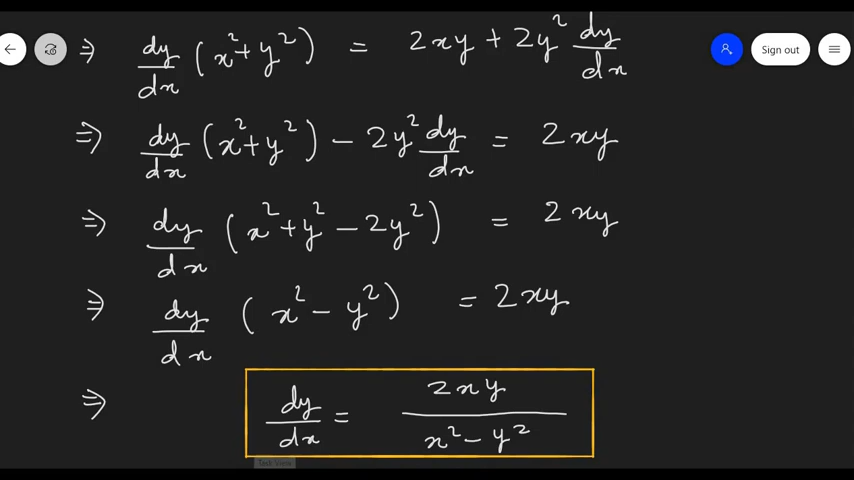 ⇒ dy/dx (x² + y²) = 2xy + 2y² dy/dx
Sign out
⇒ dy/dx (x² + y²) − 2y² dy/dx = 2xy
⇒ dy/dx (x² + y² − 2y²) = 2xy
⇒ dy/dx (x² − y²) = 2xy
⇒ dy/dx = 2xy/(x² − y²)